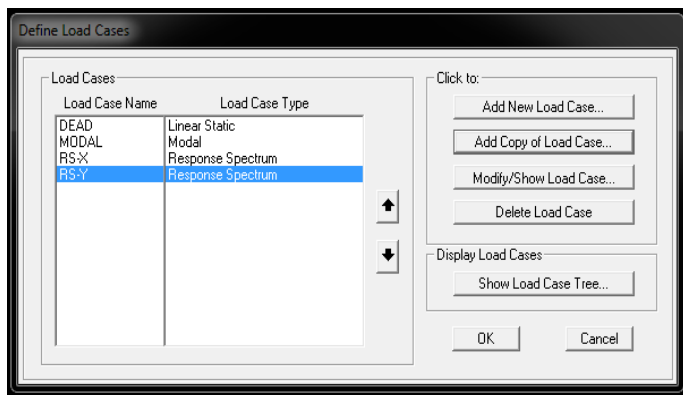 Define Load Cases
Load Cases
Load Case Name Load Case Type
DEAD Linear Static
MODAL Modal
RS-X Response Spectrum
RS-Y Response Spectrum
Click to:
Add New Load Case...
Add Copy of Load Case...
Modify/Show Load Case...
Delete Load Case
Display Load Cases
Show Load Case Tree...
OK Cancel